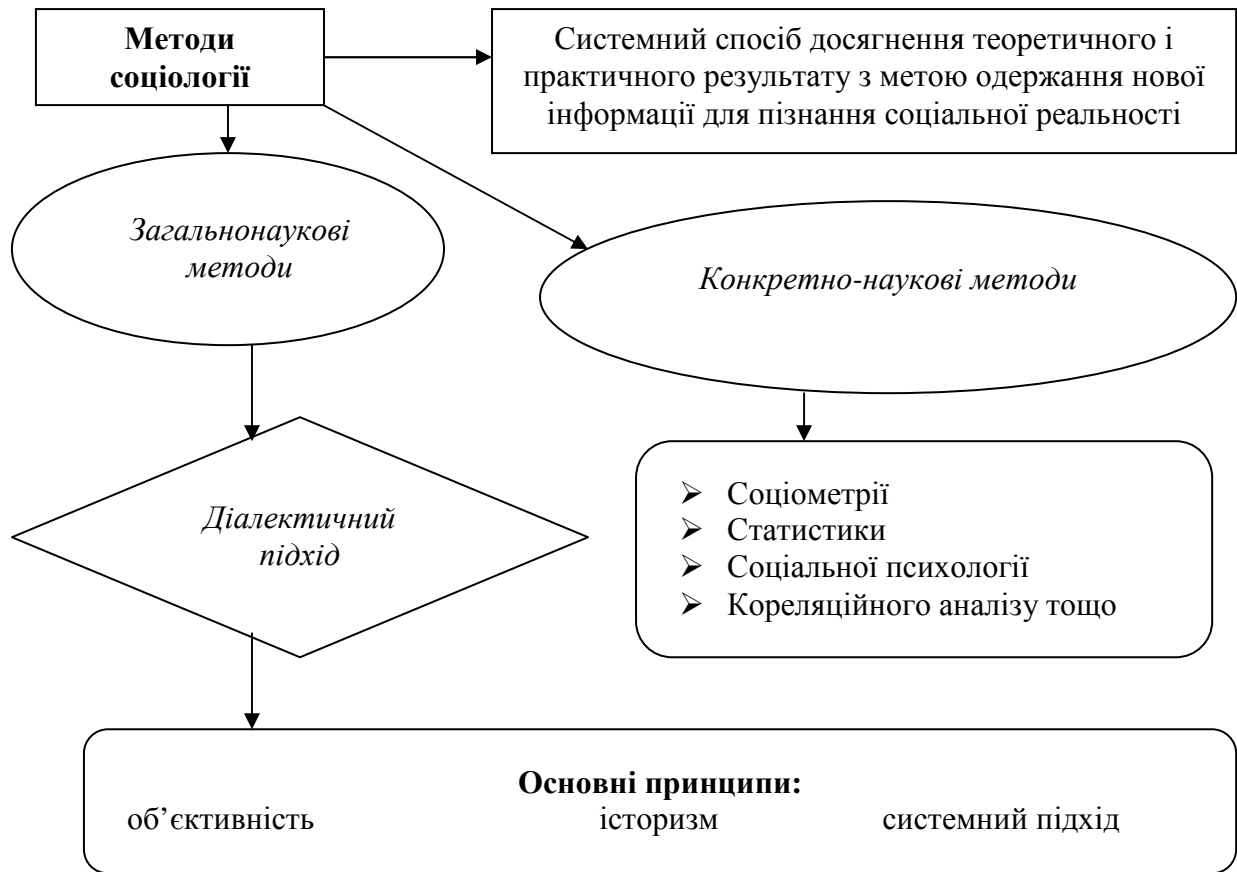 Методи
соціології
Системний спосіб досягнення теоретичного і
практичного результату з метою одержання нової
інформації для пізнання соціальної реальності
Загальнонаукові
методи
Конкретно-наукові методи
Діалектичний
підхід
➢ Соціометрії
➢ Статистики
➢ Соціальної психології
➢ Кореляційного аналізу тощо
Основні принципи:
об’єктивність історизм системний підхід